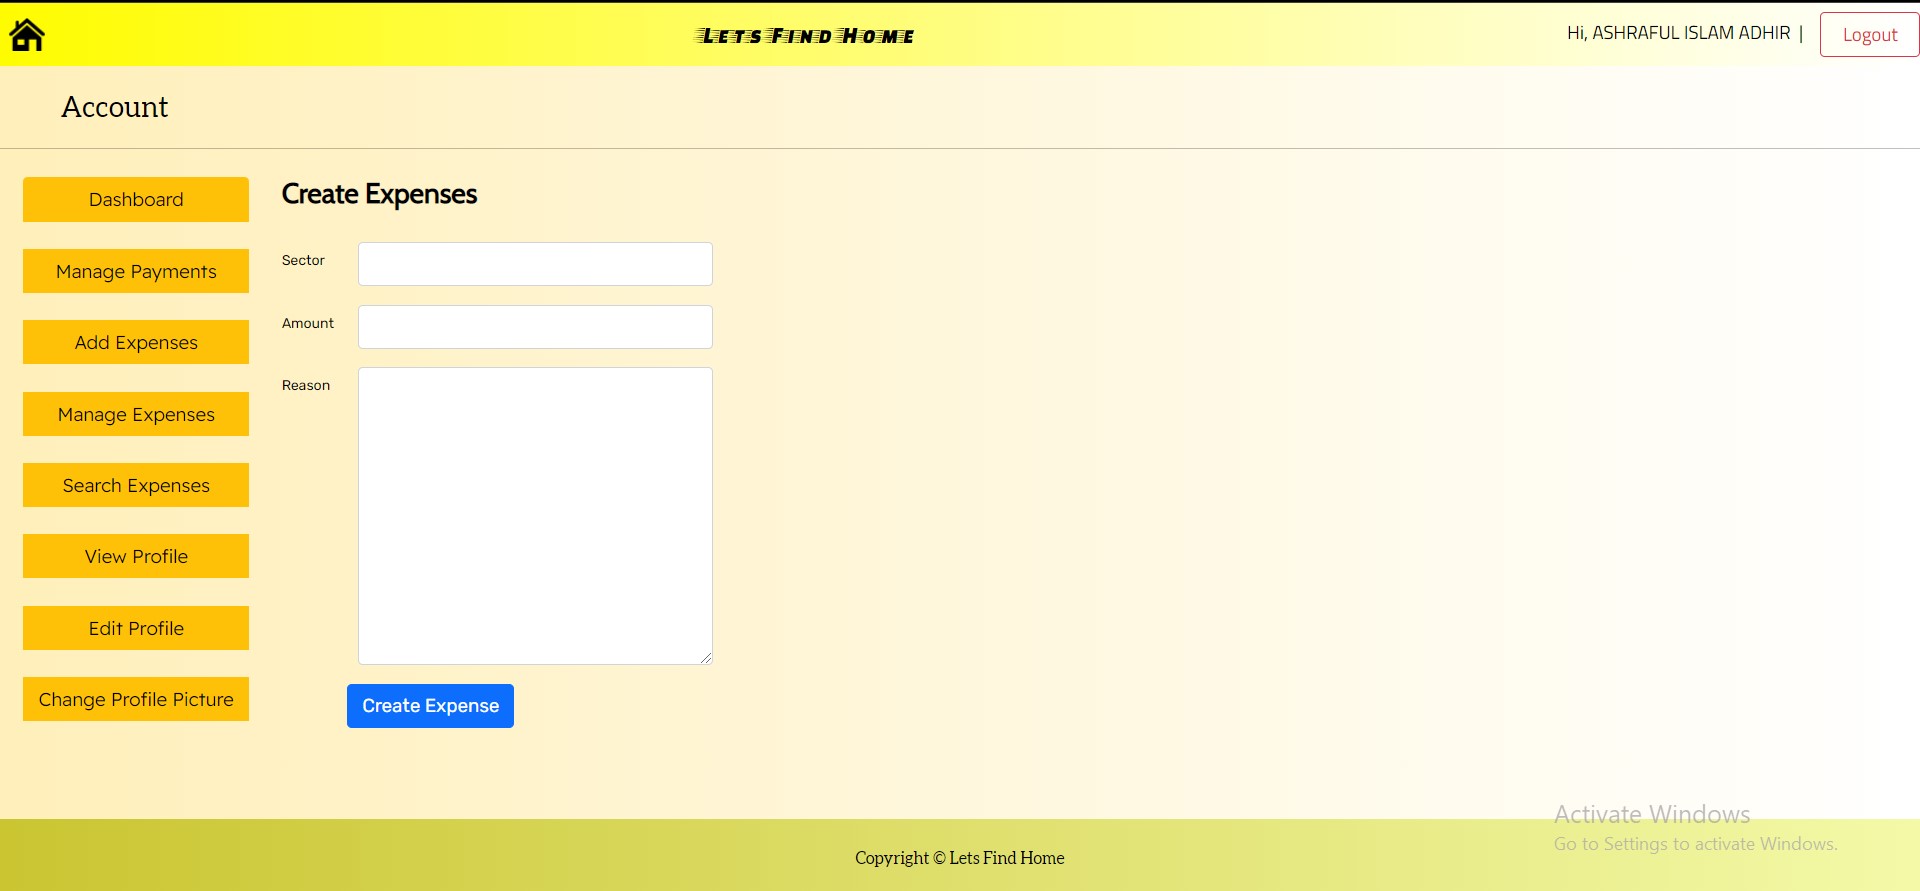 Lets Find Home
Hi, ASHRAFUL ISLAM ADHIR |
Logout
Account
Dashboard
Manage Payments
Add Expenses
Manage Expenses
Search Expenses
View Profile
Edit Profile
Change Profile Picture
Create Expenses
Sector
Amount
Reason
Create Expense
Activate Windows
Go to Settings to activate Windows.
Copyright © Lets Find Home